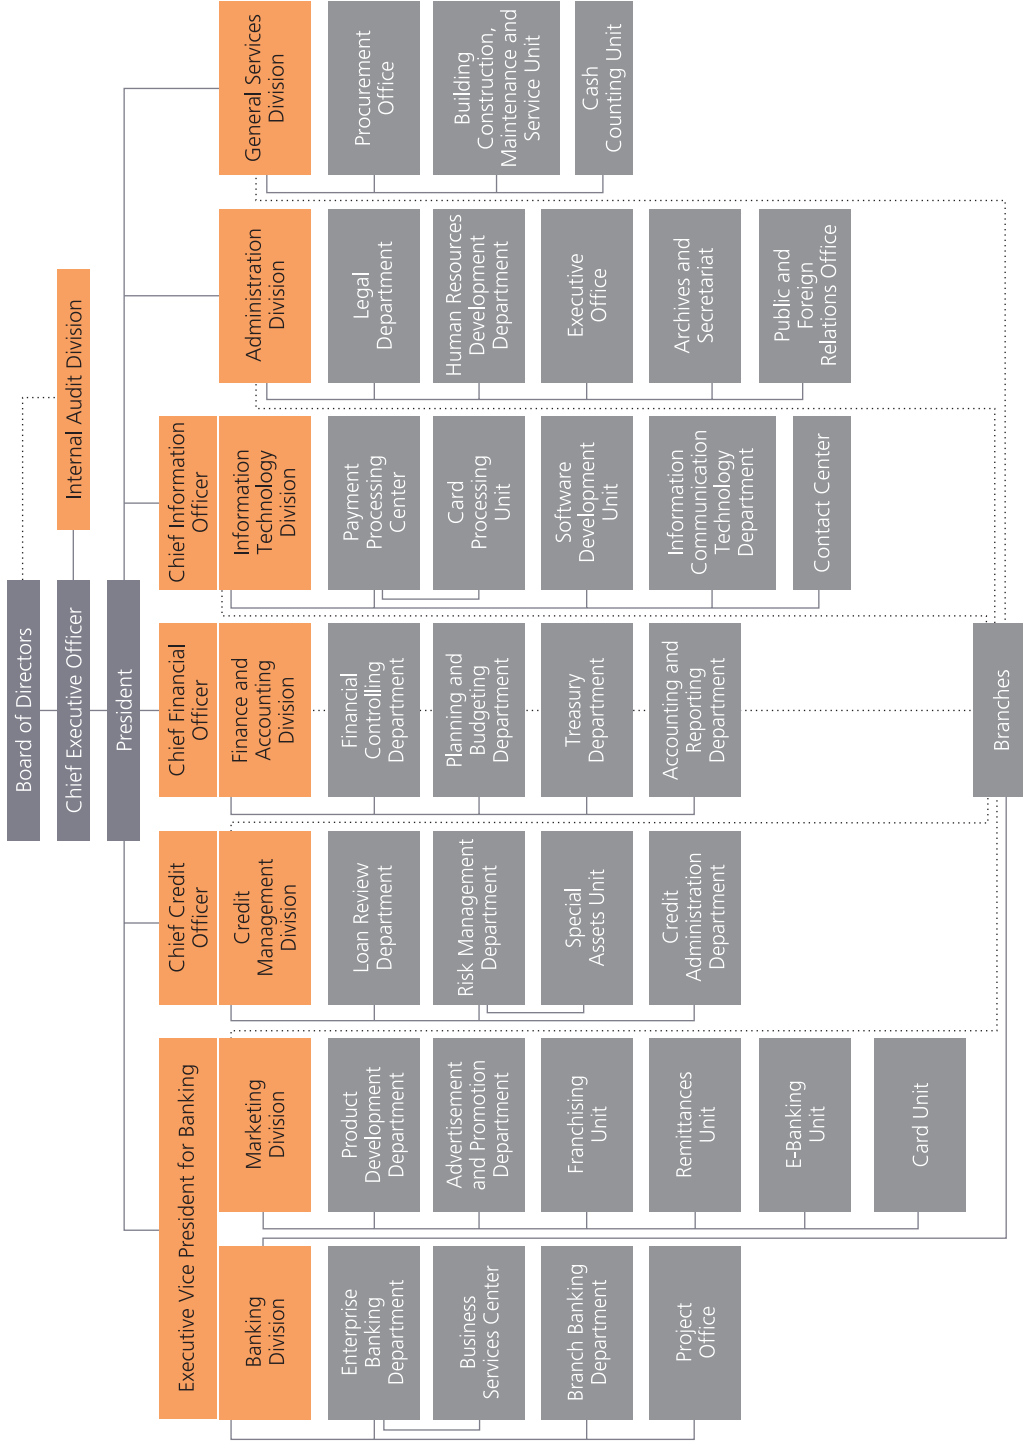 Board of Directors
Chief Executive Officer
President
Internal Audit Division
Executive Vice President for Banking
Chief Credit
Officer
Chief Financial
Officer
Chief Information
Officer
Banking
Division
Enterprise
Banking
Department
Business
Services Center
Branch Banking
Department
Project
Office
Marketing
Division
Product
Development
Department
Advertisement
and Promotion
Department
Franchising
Unit
Remittances
Unit
E-Banking
Unit
Card Unit
Credit
Management
Division
Loan Review
Department
Risk Management
Department
Special
Assets Unit
Credit
Administration
Department
Finance and
Accounting
Division
Financial
Controlling
Department
Planning and
Budgeting
Department
Treasury
Department
Accounting and
Reporting
Department
Information
Technology
Division
Payment
Processing
Center
Card
Processing
Unit
Software
Development
Unit
Information
Communication
Technology
Department
Contact Center
Administration
Division
Legal
Department
Human Resources
Development
Department
Executive
Office
Archives and
Secretariat
Public and
Foreign
Relations Office
General Services
Division
Procurement
Office
Building
Construction,
Maintenance and
Service Unit
Cash
Counting Unit
Branches